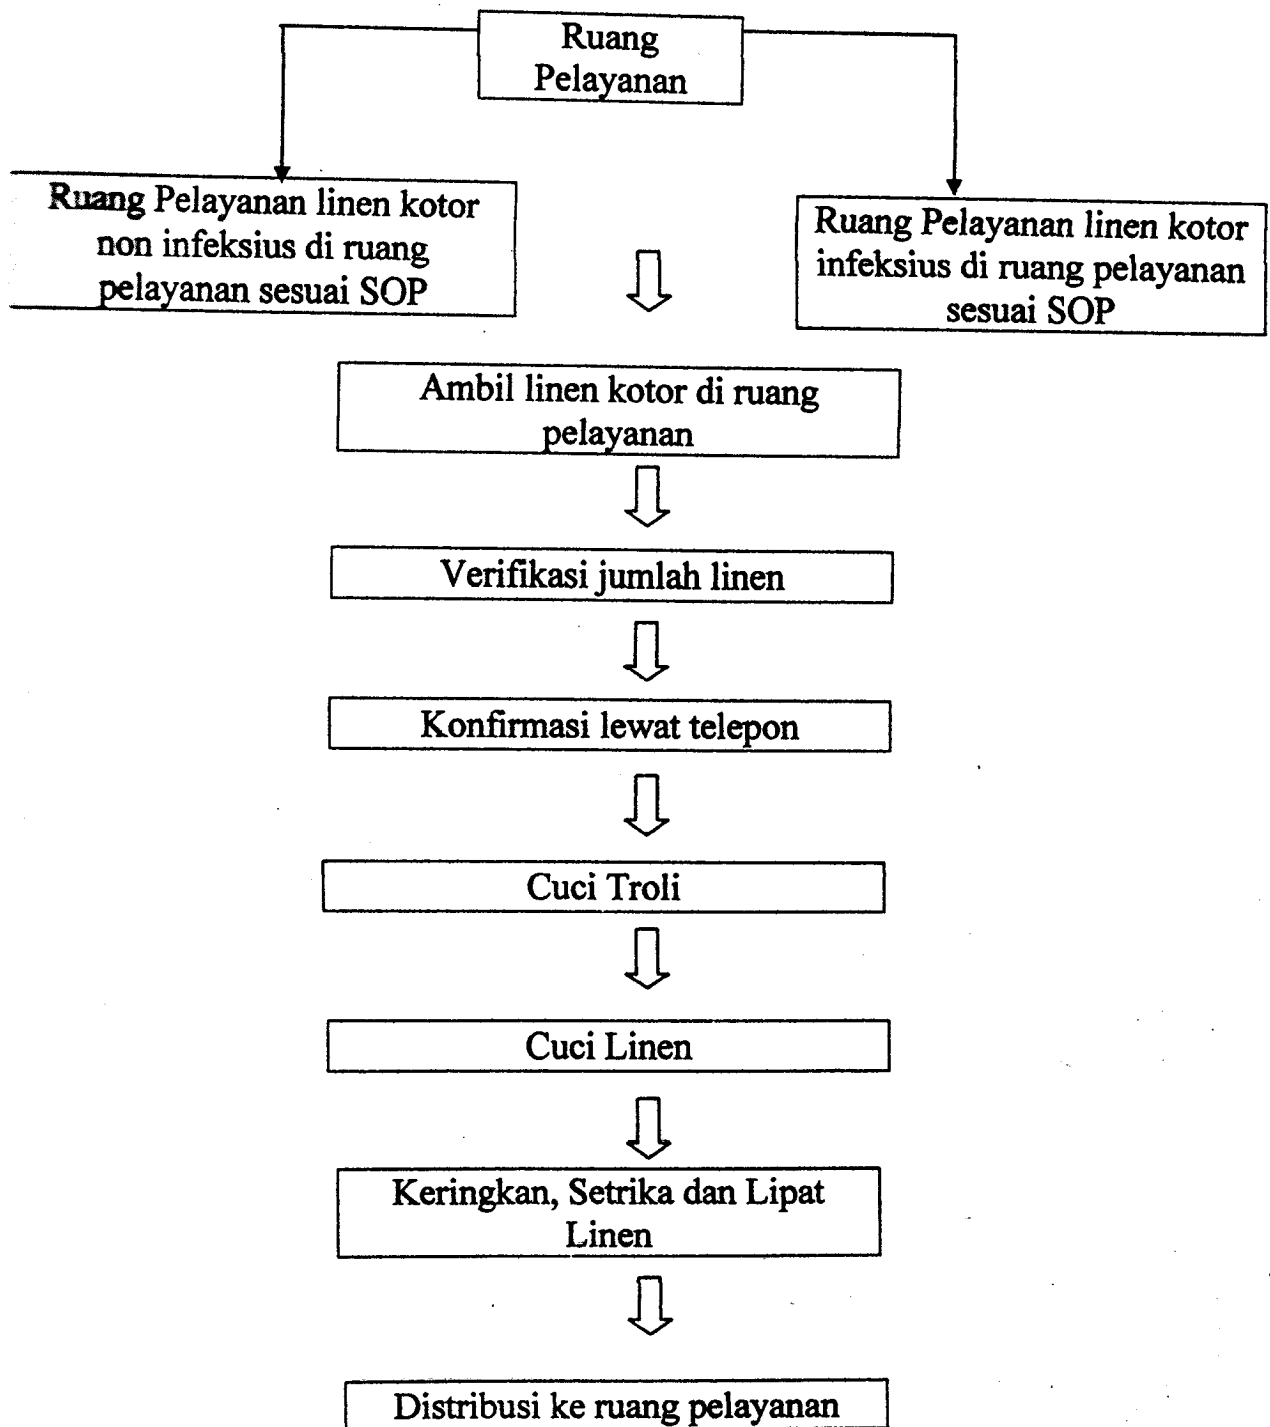 Ruang
Pelayanan
Ruang Pelayanan linen kotor
non infeksius di ruang
pelayanan sesuai SOP
Ruang Pelayanan linen kotor
infeksius di ruang pelayanan
sesuai SOP
Ambil linen kotor di ruang
pelayanan
Verifikasi jumlah linen
Konfirmasi lewat telepon
Cuci Troli
Cuci Linen
Keringkan, Setrika dan Lipat
Linen
Distribusi ke ruang pelayanan